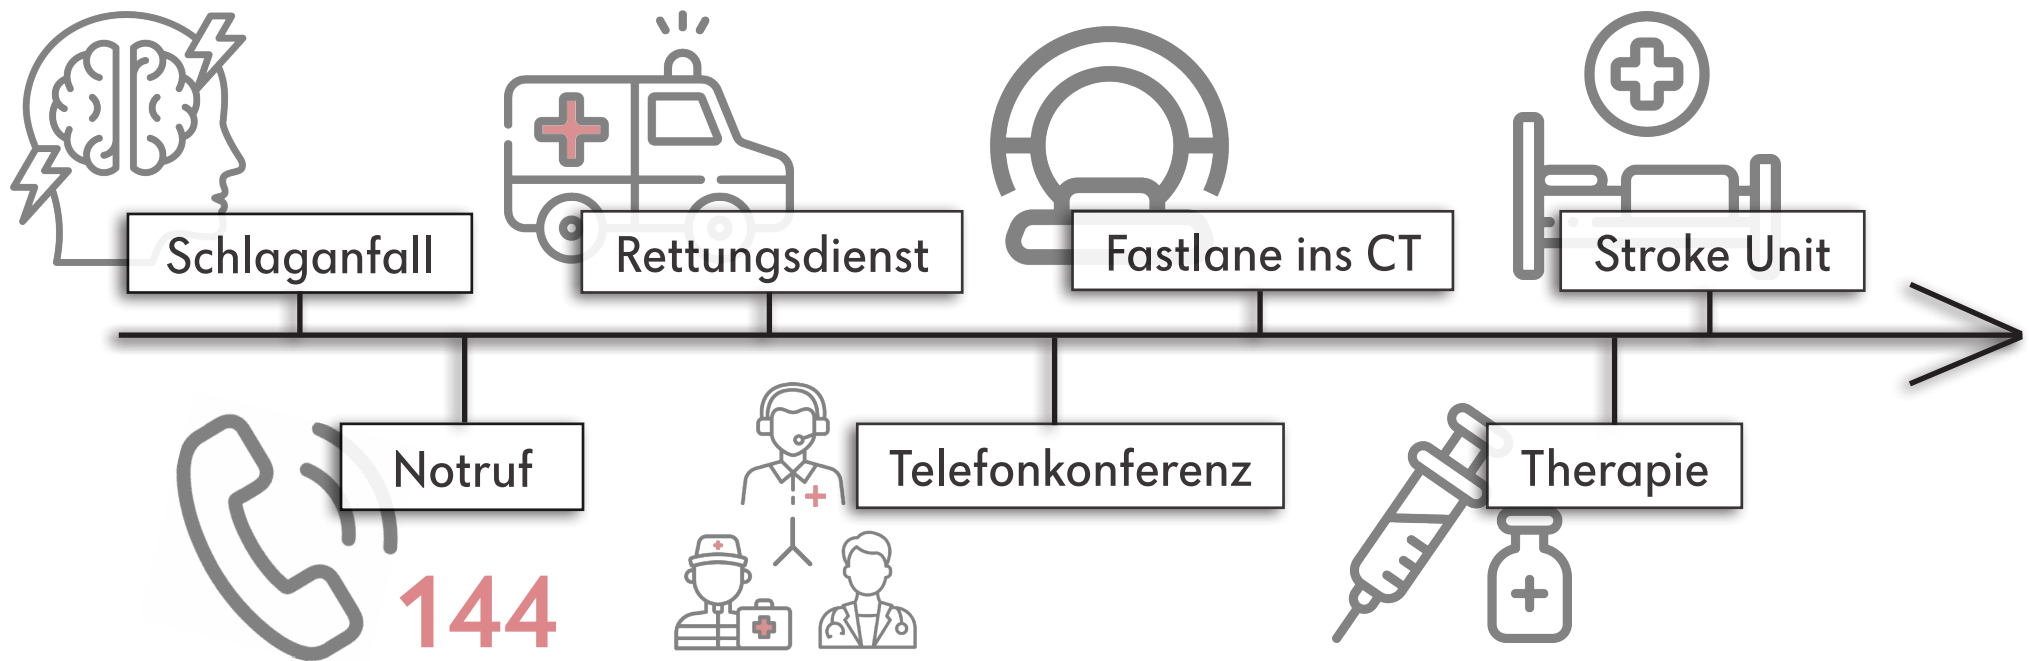 Schlaganfall
Rettungsdienst
Fastlane ins CT
Stroke Unit
Notruf
Telefonkonferenz
Therapie
144